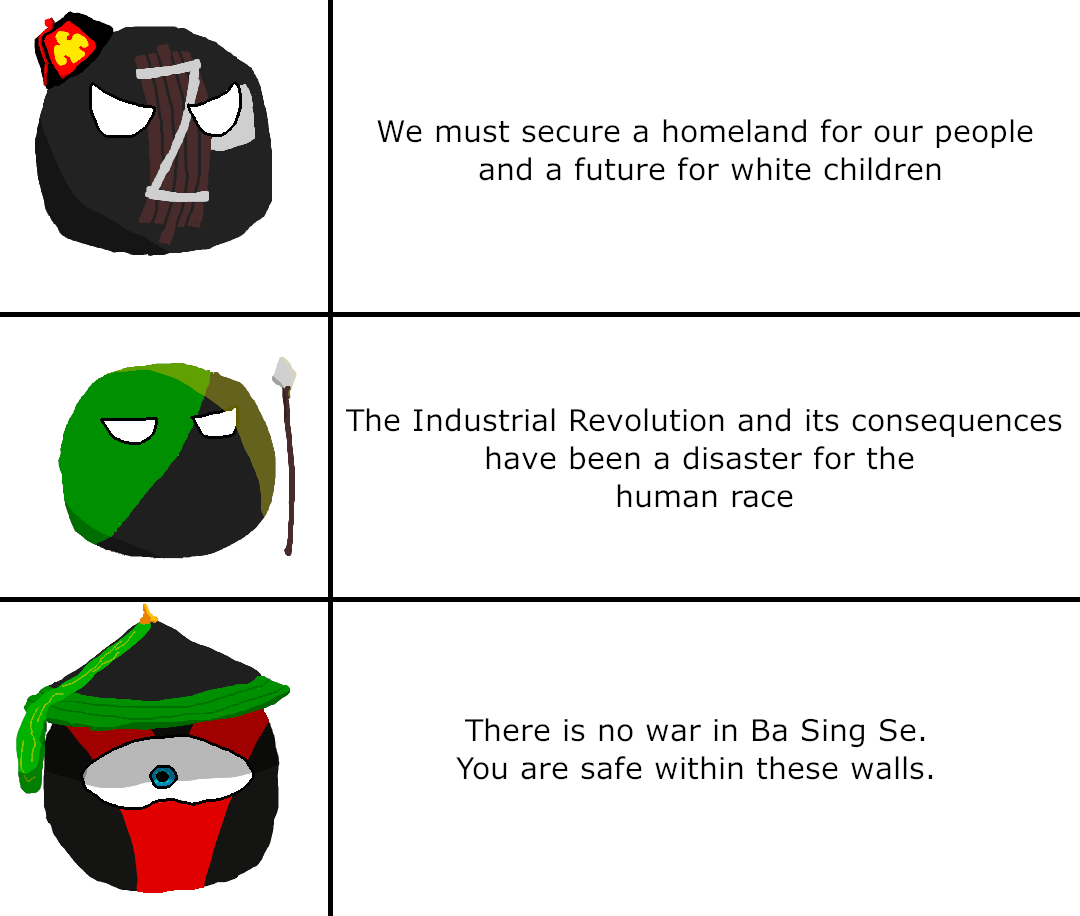 We must secure a homeland for our people
and a future for white children
The Industrial Revolution and its consequences
have been a disaster for the
human race
There is no war in Ba Sing Se.
You are safe within these walls.